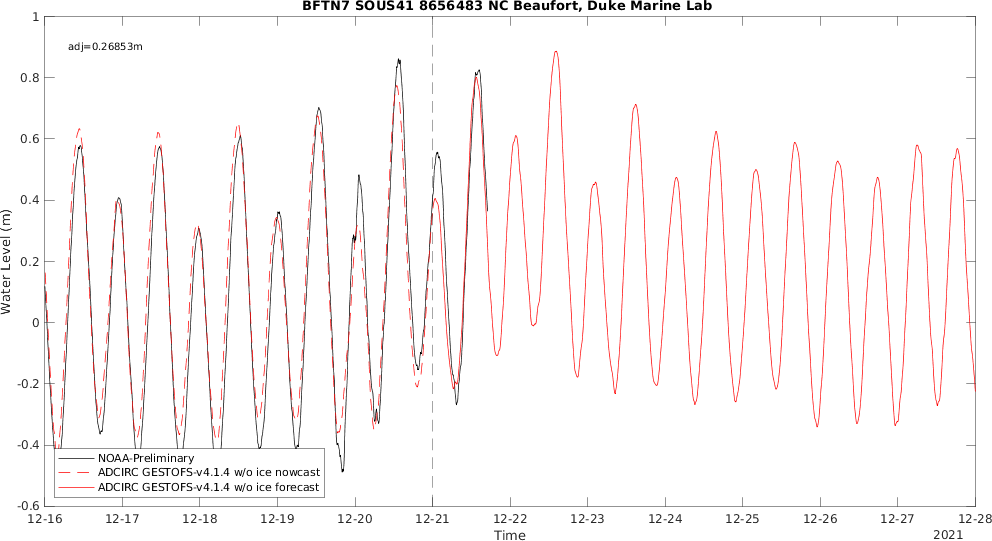 BFTN7 SOUS41 8656483 NC Beaufort, Duke Marine Lab
adj=0.26853m
Water Level (m)
1
0.8
0.6
0.4
0.2
0
-0.2
-0.4
-0.6
NOAA-Preliminary
ADCIRC GESTOFS-v4.1.4 w/o ice nowcast
ADCIRC GESTOFS-v4.1.4 w/o ice forecast
12-16 12-17 12-18 12-19 12-20 12-21 12-22 12-23 12-24 12-25 12-26 12-27 12-28
Time
2021